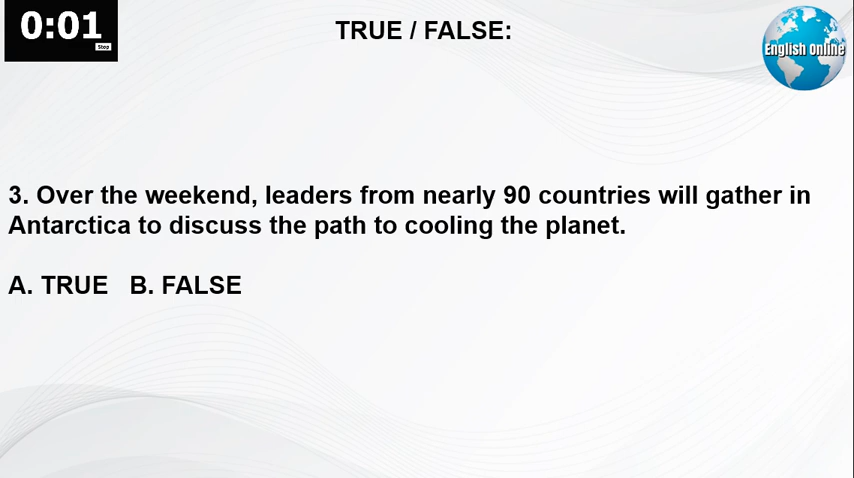 0:01
Stop
TRUE / FALSE:
English Online
3. Over the weekend, leaders from nearly 90 countries will gather in
Antarctica to discuss the path to cooling the planet.
A. TRUE B. FALSE